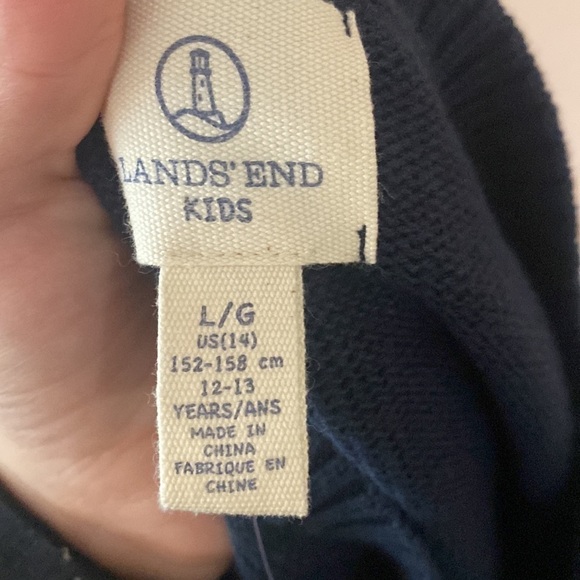 LANDS' END
KIDS
L/G
US(14)
152-158 cm
12-13
YEARS/ANS
MADE IN
CHINA
FABRIQUE EN
CHINE